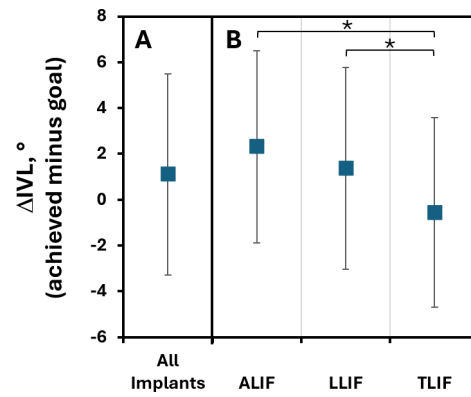 ΔIVL, °
(achieved minus goal)
8
6
4
2
0
-2
-4
-6
A
B
*
*
All
Implants
ALIF
LLIF
TLIF